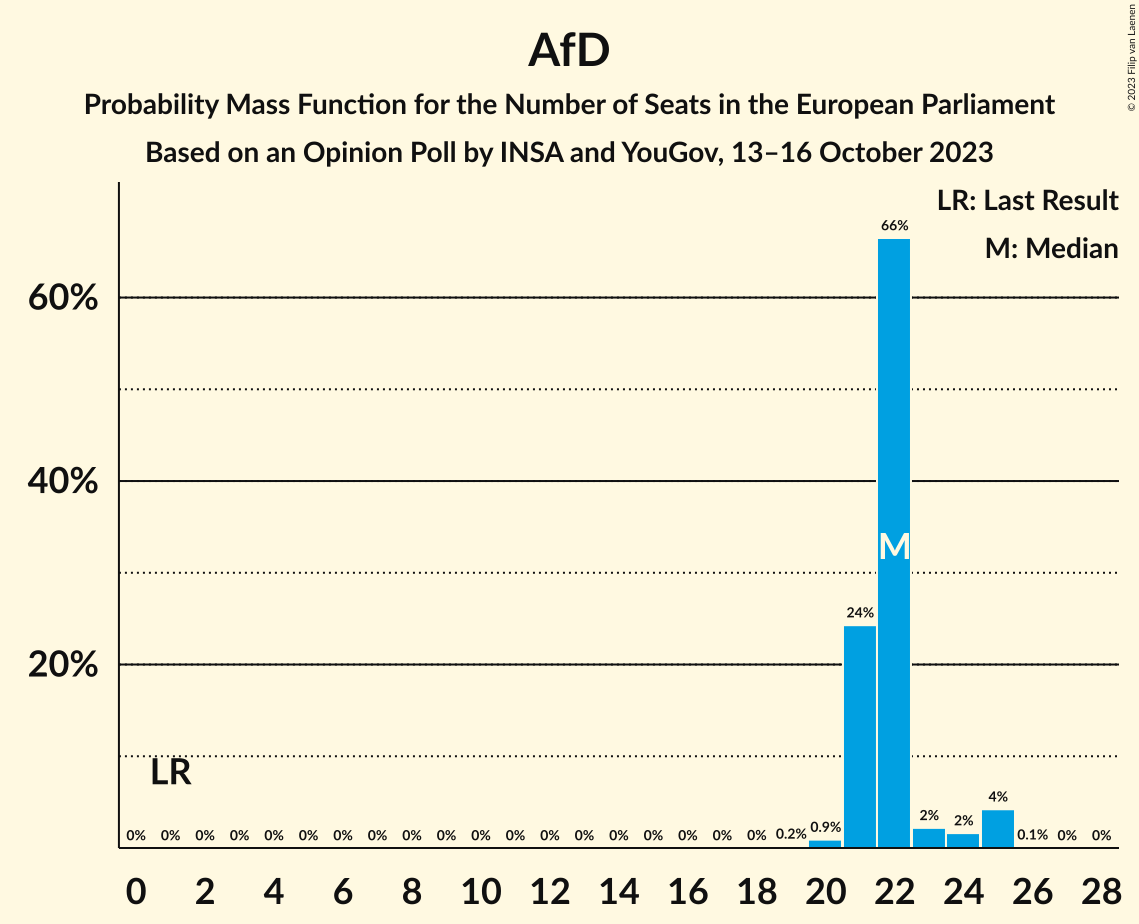 AfD
Probability Mass Function for the Number of Seats in the European Parliament
Based on an Opinion Poll by INSA and YouGov, 13–16 October 2023
© 2023 Filip van Laenen
LR: Last Result
M: Median
60%
40%
20%
66%
M
24%
LR
0% 0% 0% 0% 0% 0% 0% 0% 0% 0% 0% 0% 0% 0% 0% 0% 0% 0% 0% 0.2% 0.9% 2% 2% 4% 0.1% 0% 0%
0 2 4 6 8 10 12 14 16 18 20 22 24 26 28